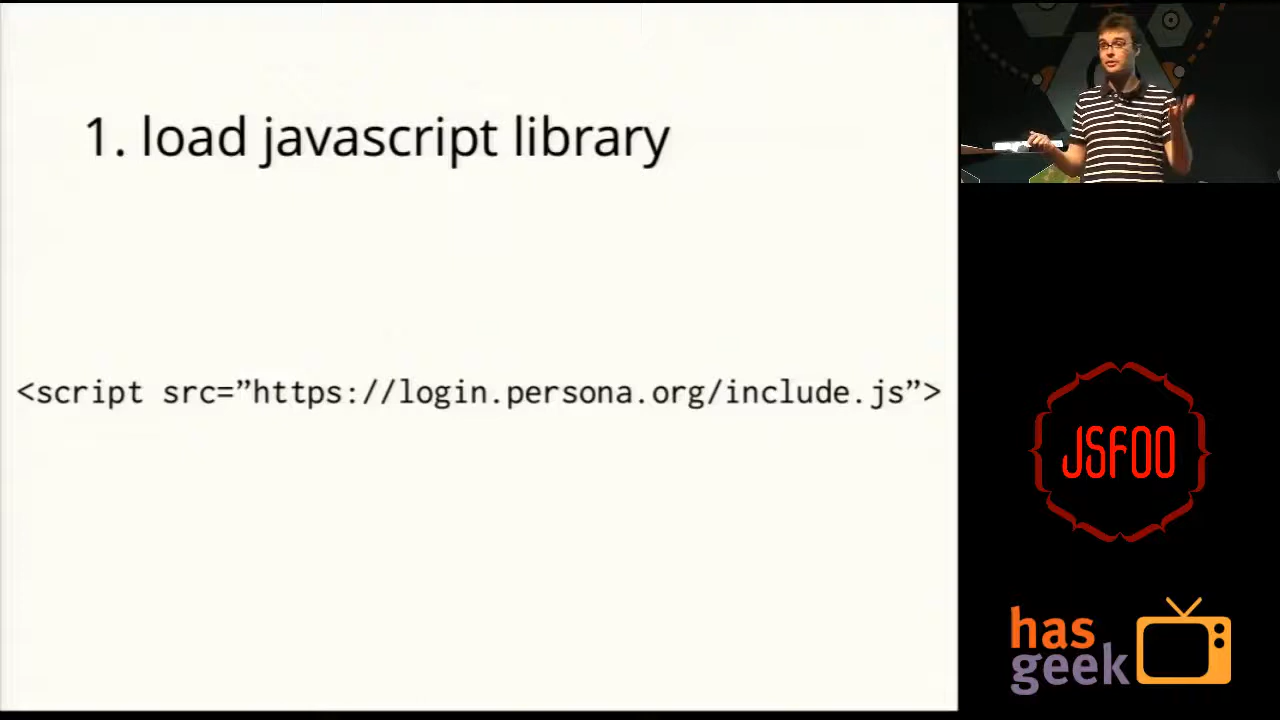 1. load javascript library
<script src=”https://login.persona.org/include.js”>
JSFOO
has
geek